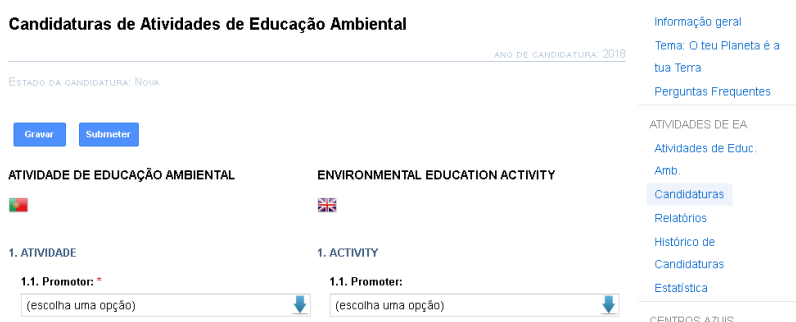 Candidaturas de Atividades de Educação Ambiental
ANO DE CANDIDATURA: 2018
ESTADO DA CANDIDATURA: NOVA
Gravar
Submeter
ATIVIDADE DE EDUCAÇÃO AMBIENTAL
ENVIRONMENTAL EDUCATION ACTIVITY
1. ATIVIDADE
1. ACTIVITY
1.1. Promotor: *
1.1. Promoter:
(escolha uma opção)
(escolha uma opção)
Informação geral
Tema: O teu Planeta é a
tua Terra
Perguntas Frequentes
ATIVIDADES DE EA
Atividades de Educ.
Amb.
Candidaturas
Relatórios
Histórico de
Candidaturas
Estatística
CENTROS AZUIS